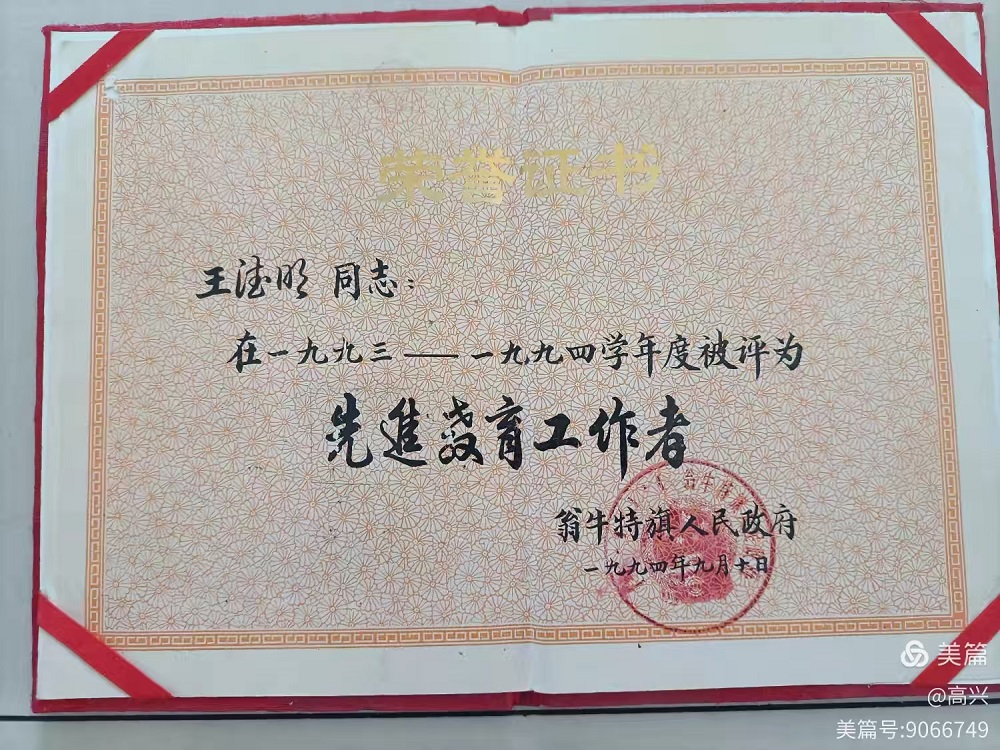 荣誉证书
王德明 同志：
在一九九三——一九九四学年度被评为
先進教育工作者
翁牛特旗人民政府
一九九四年九月十日
美篇
@高兴
美篇号:9066749